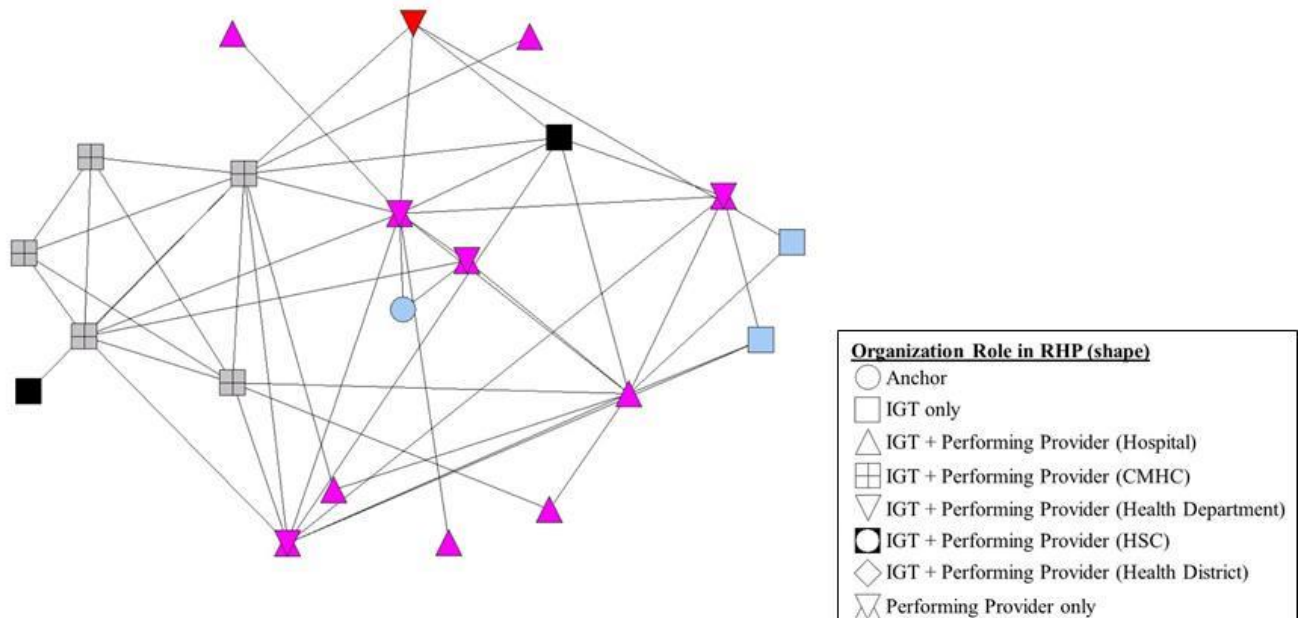 Organization Role in RHP (shape)
Anchor
IGT only
IGT + Performing Provider (Hospital)
IGT + Performing Provider (CMHC)
IGT + Performing Provider (Health Department)
IGT + Performing Provider (HSC)
IGT + Performing Provider (Health District)
Performing Provider only